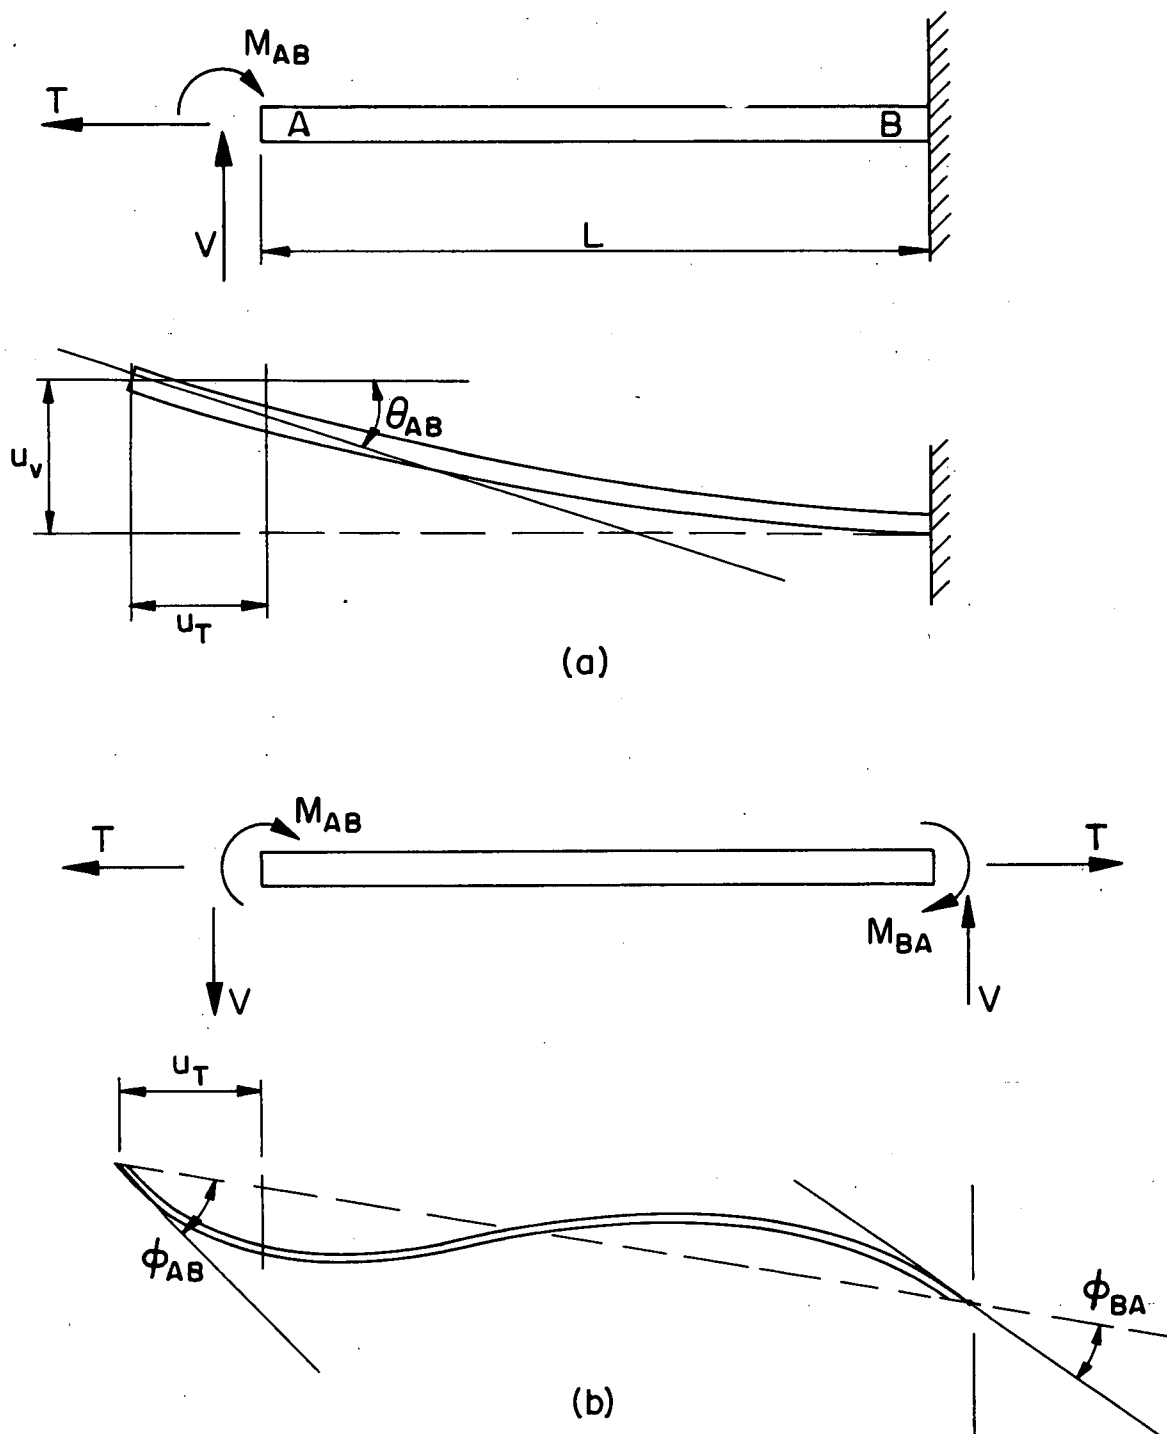 M_AB
T
A B
V
L
θ_AB
u_v
u_T
(a)
M_AB
T T
M_BA
V V
u_T
ϕ_AB
ϕ_BA
(b)